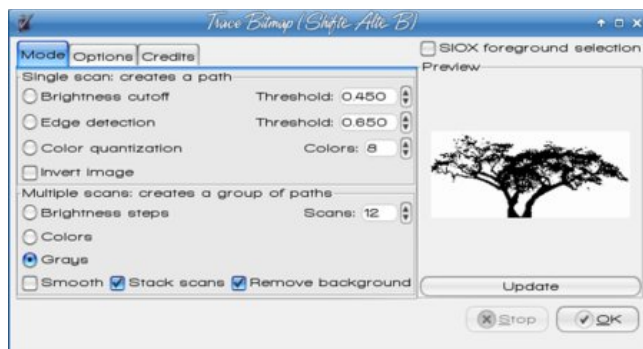 Trace Bitmap (Shift+Alt+B)
Mode Options Credits
SIOX foreground selection
Single scan: creates a path
Preview
Brightness cutoff Threshold: 0.450
Edge detection Threshold: 0.650
Color quantization Colors: 8
Invert image
Multiple scans: creates a group of paths
Brightness steps Scans: 12
Colors
Grays
Smooth Stack scans Remove background
Update
Stop OK